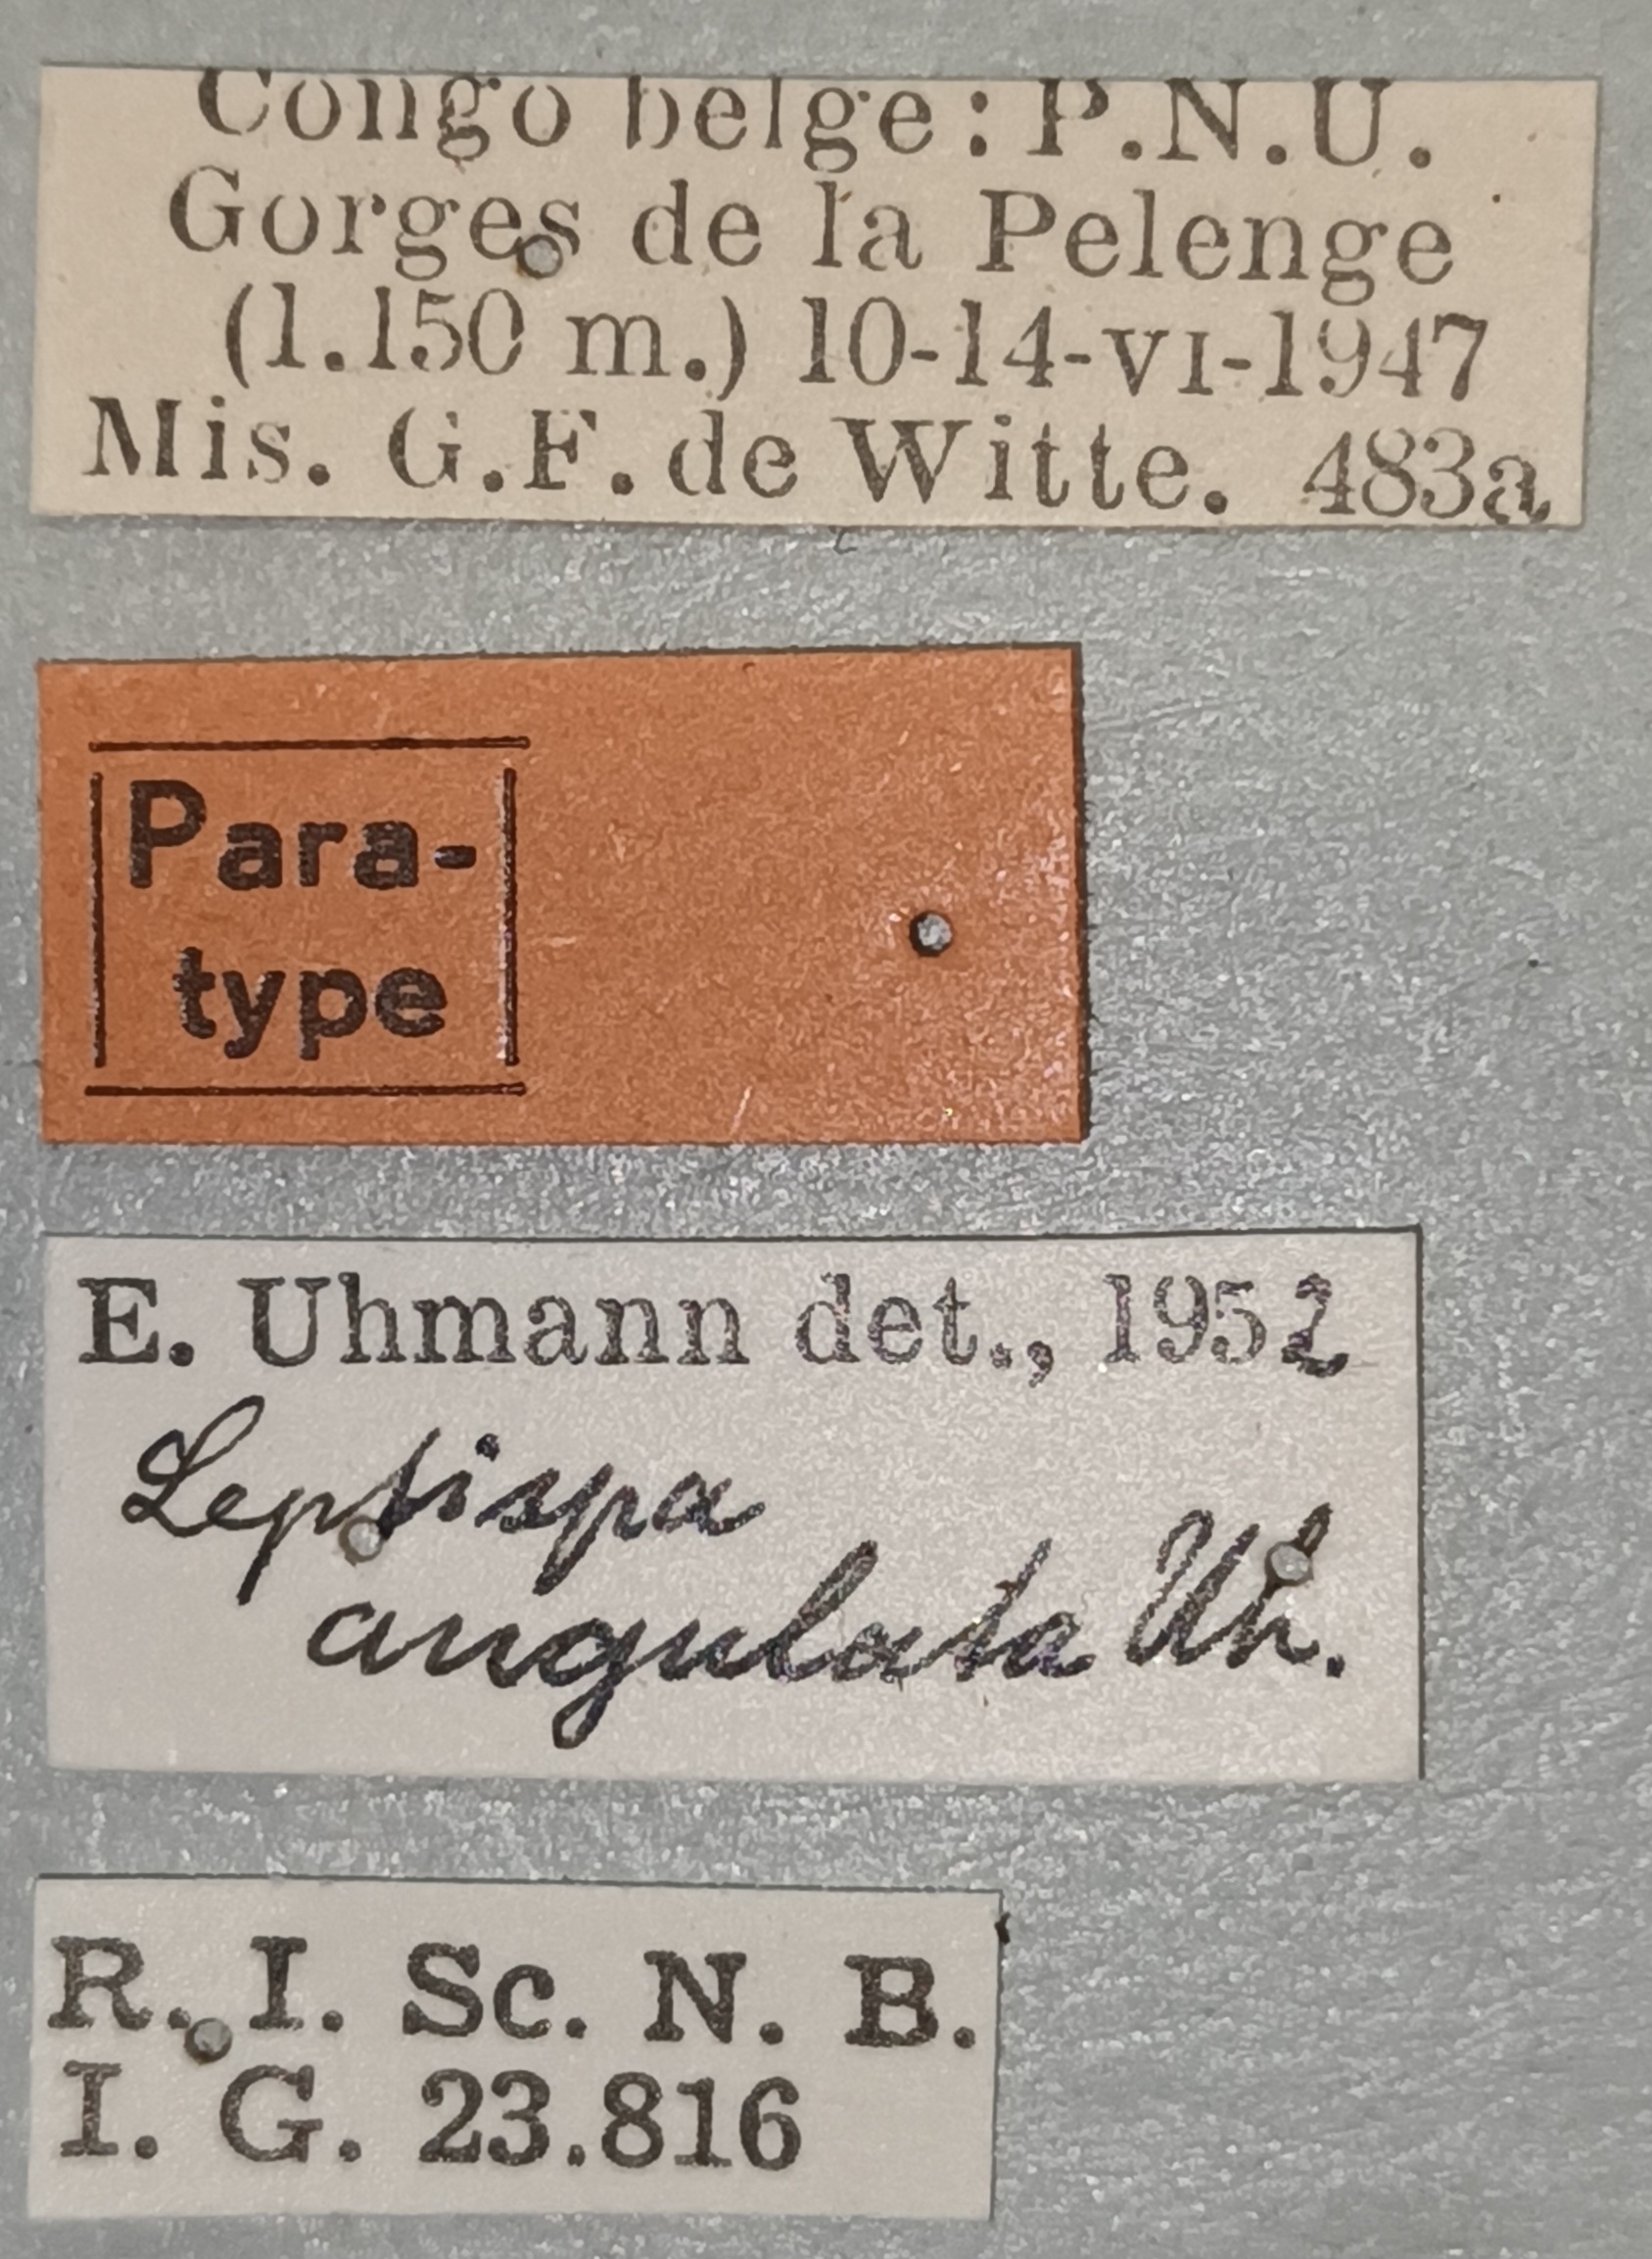 Congo belge: P.N.U.
Gorges de la Pelenge
(1.150 m.) 10-14-VI-1947
Mis. G.F. de Witte. 483a
Para-
type
E. Uhmann det., 1952
Leptispa
angulata Uh.
R. I. Sc. N. B.
I. G. 23.816